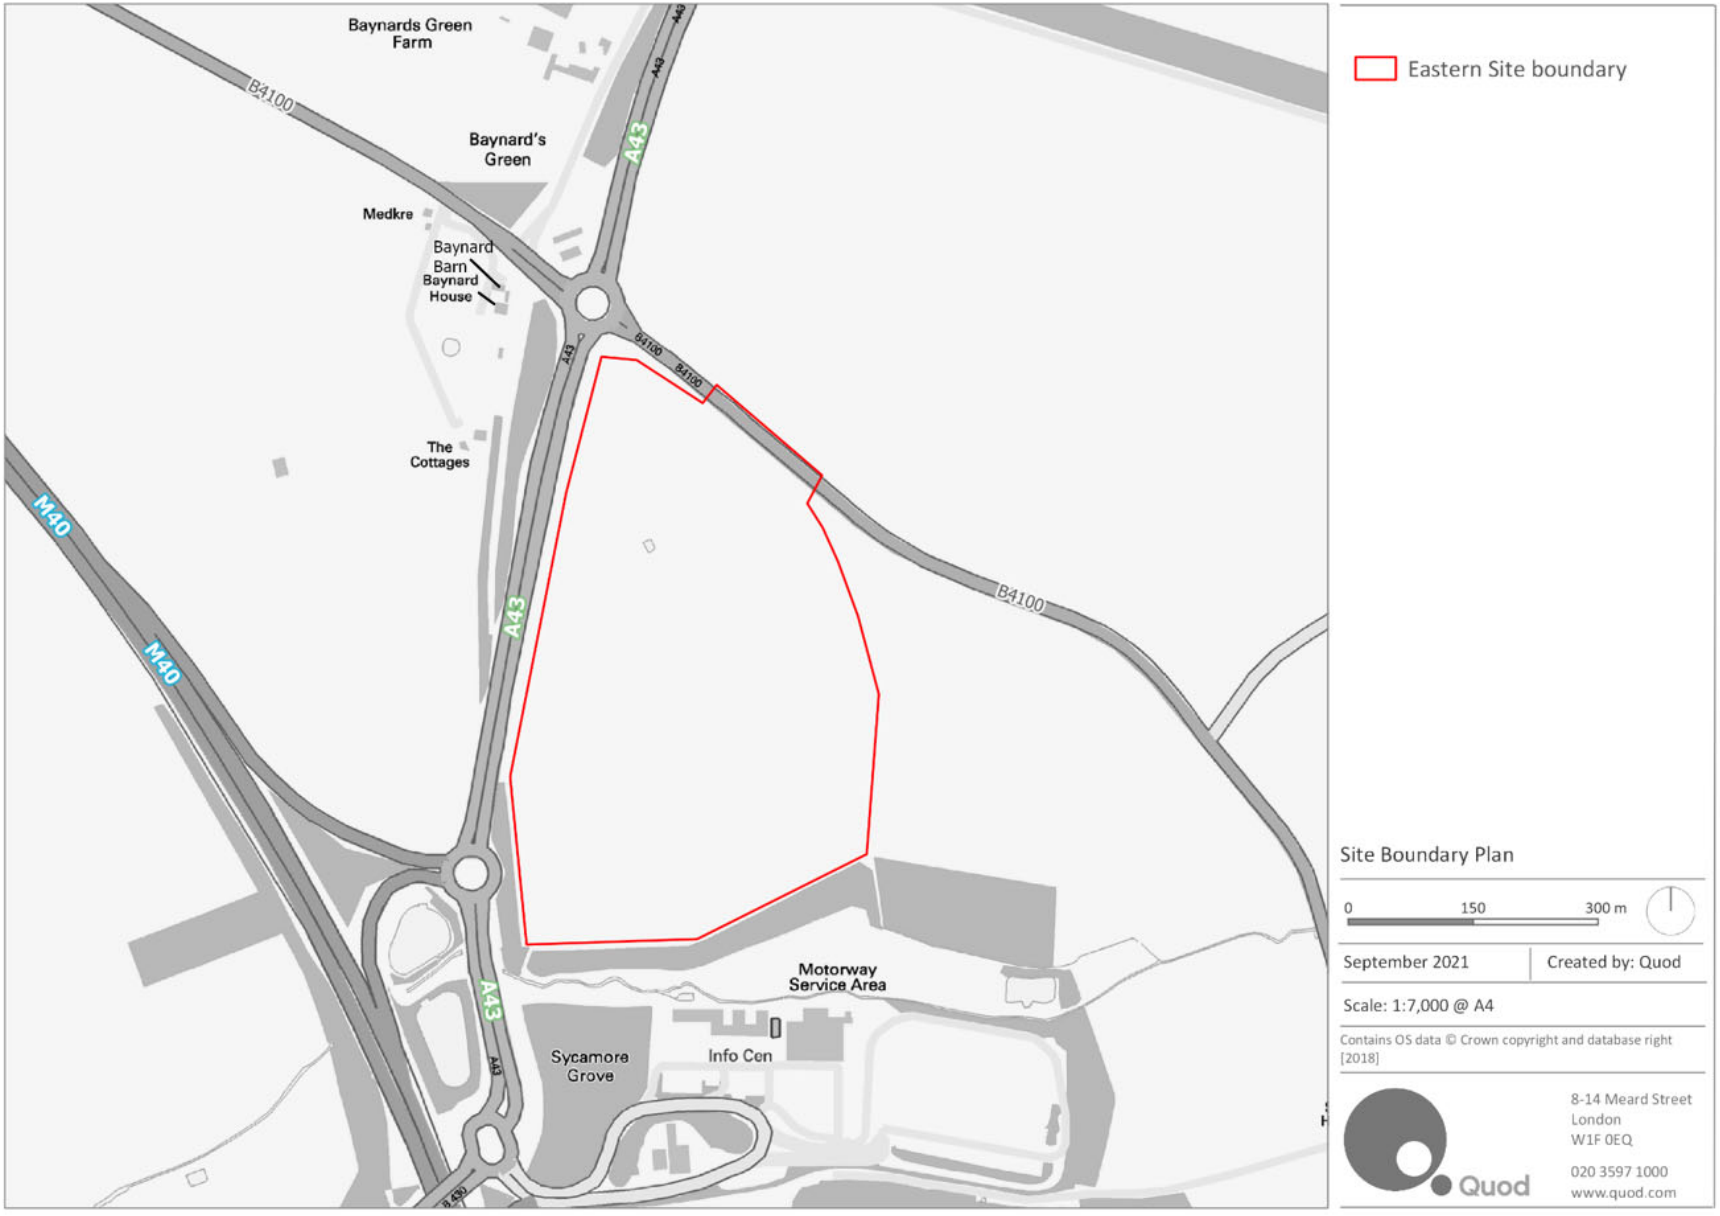 Baynards Green
Farm
A43
A43
B4100
A43
Baynard's
Green
Medkre
Baynard
Barn
Baynard
House
B4100
A43
B4100
The
Cottages
M40
B4100
A43
M40
Motorway
Service Area
A43
Sycamore
Grove
Info Cen
A43
B 430
Eastern Site boundary
Site Boundary Plan
0 150 300 m
September 2021
Created by: Quod
Scale: 1:7,000 @ A4
Contains OS data © Crown copyright and database right
[2018]
8-14 Meard Street
London
W1F 0EQ
020 3597 1000
www.quod.com
Quod